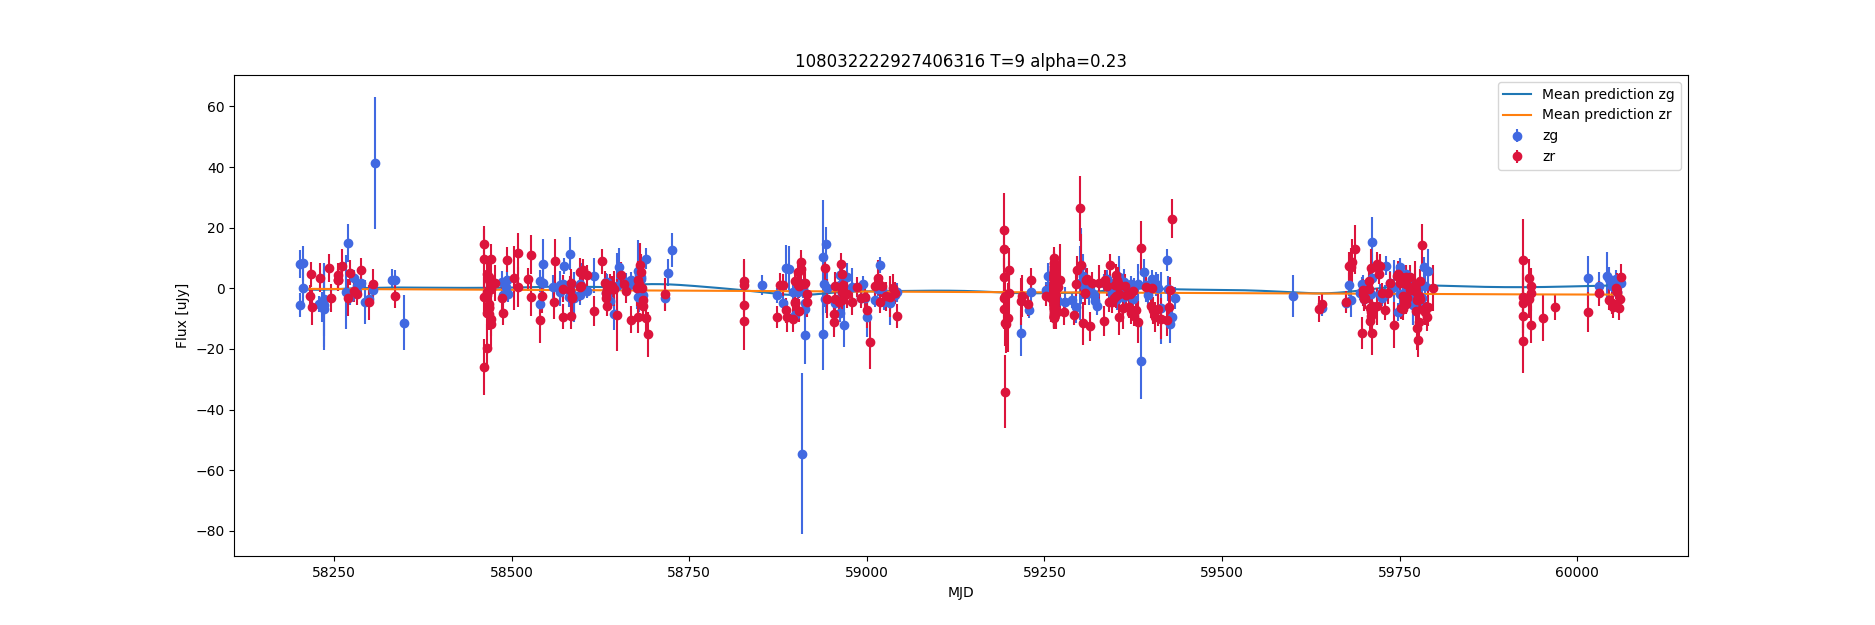 108032222927406316 T=9 alpha=0.23
Mean prediction zg
Mean prediction zr
zg
zr
60
40
20
0
−20
−40
−60
−80
Flux [uJy]
58250
58500
58750
59000
59250
59500
59750
60000
MJD